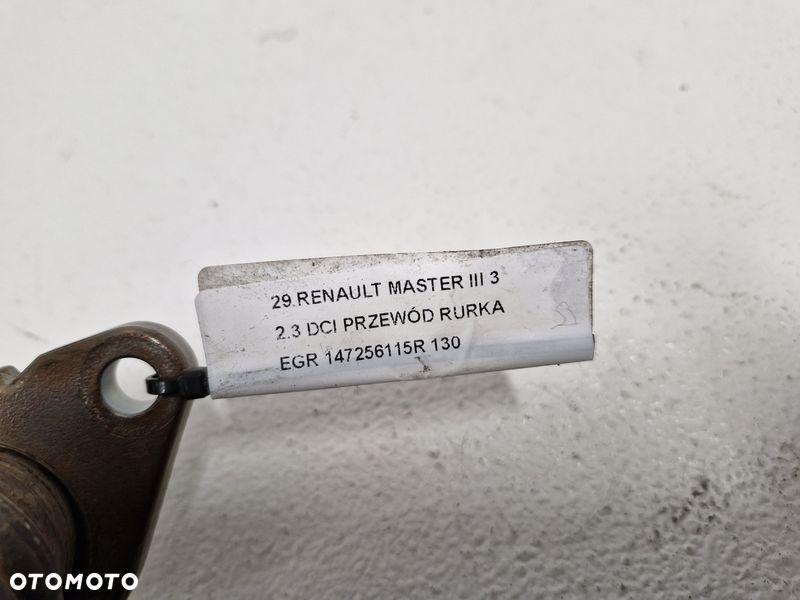 29.RENAULT MASTER III 3
2.3 DCI PRZEWÓD RURKA
EGR 147256115R 130
OTOMOTO